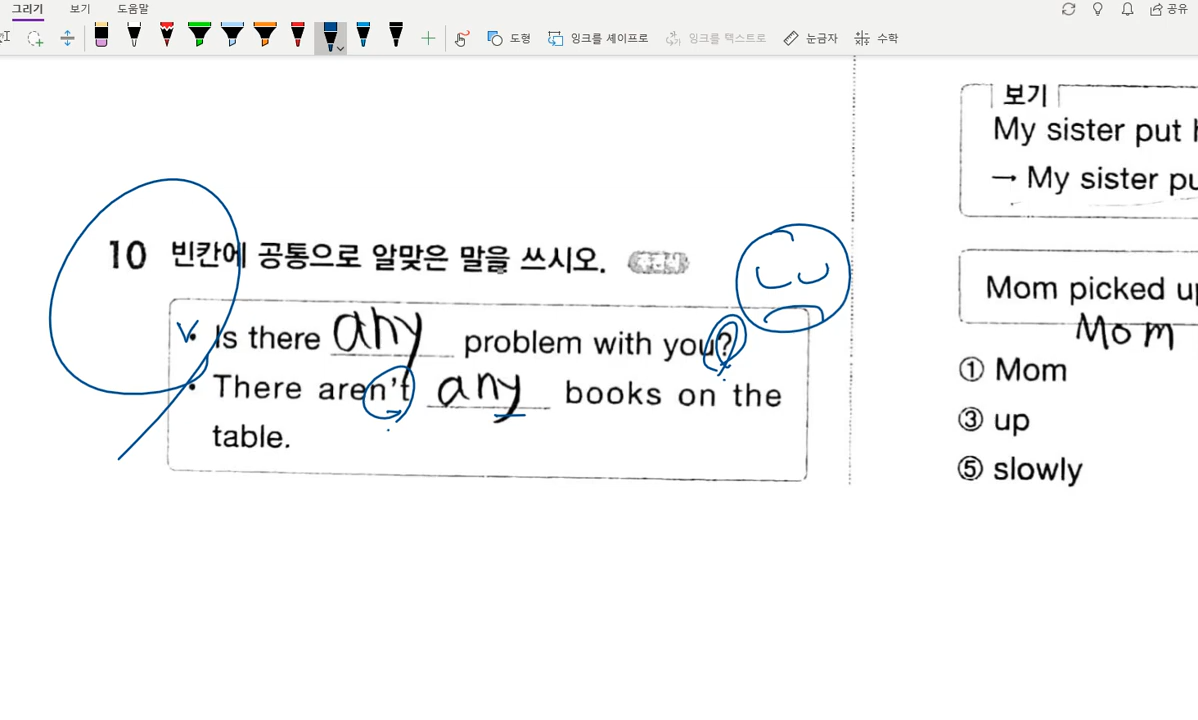 그리기 보기 도움말 공유
도형 잉크를 셰이프로 잉크를 텍스트로 눈금자 수학
10 빈칸에 공통으로 알맞은 말을 쓰시오.
• Is there any problem with you?
• There aren't any books on the
table.
보기
My sister put
→ My sister pu
Mom picked up
Mom
① Mom
③ up
⑤ slowly